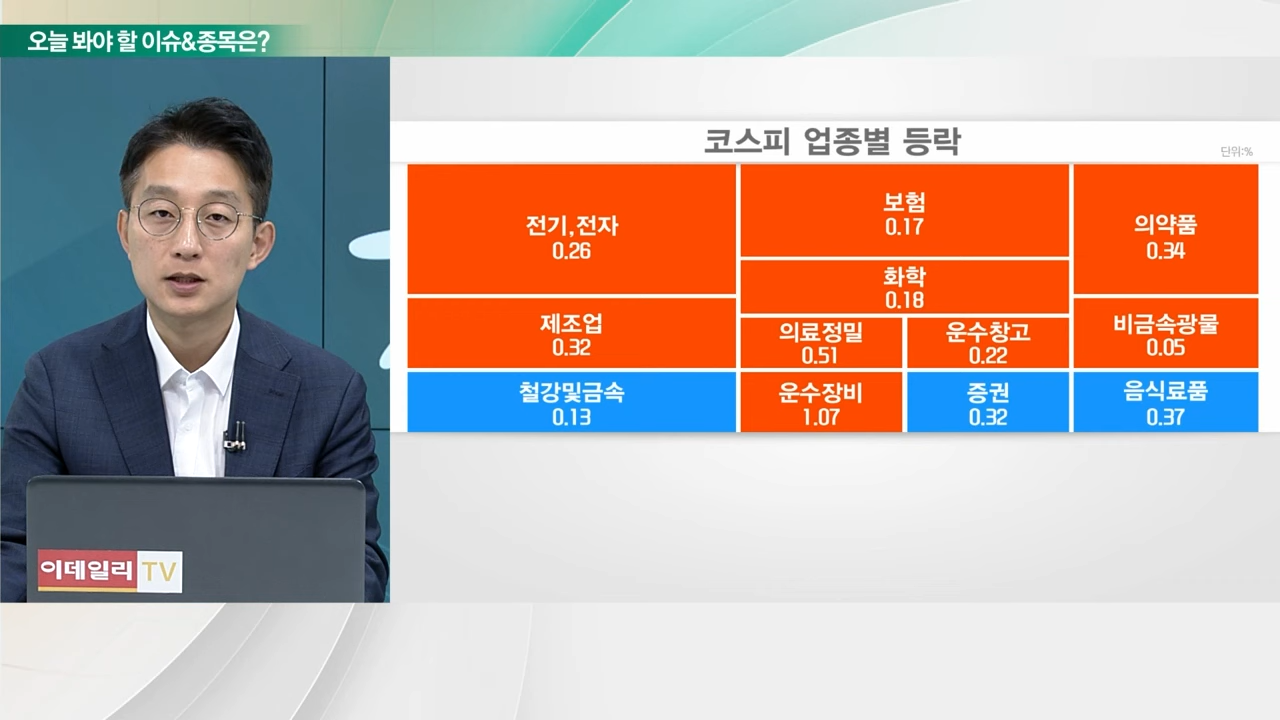 오늘 봐야 할 이슈&종목은?
코스피 업종별 등락
단위:%
전기,전자
0.26
보험
0.17
의약품
0.34
화학
0.18
제조업
0.32
의료정밀
0.51
운수창고
0.22
비금속광물
0.05
철강및금속
0.13
운수장비
1.07
증권
0.32
음식료품
0.37
이데일리 TV